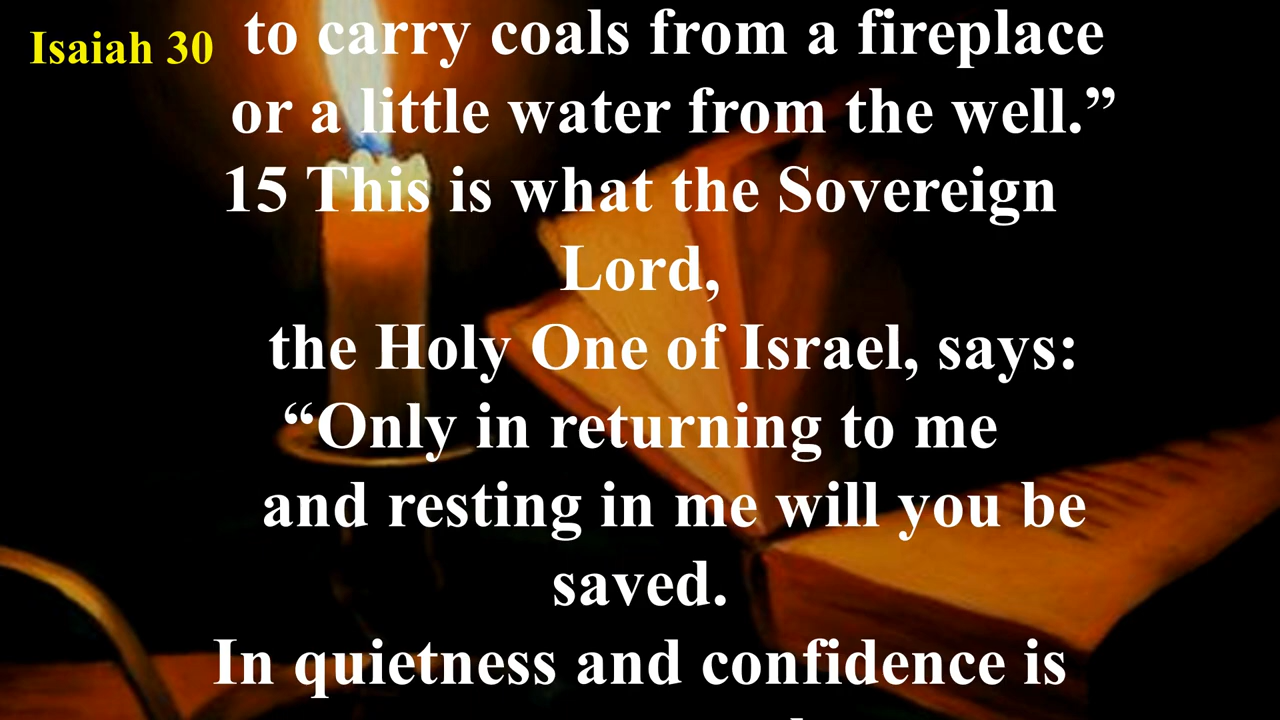 Isaiah 30
to carry coals from a fireplace
or a little water from the well.”
15 This is what the Sovereign
Lord,
the Holy One of Israel, says:
“Only in returning to me
and resting in me will you be
saved.
In quietness and confidence is